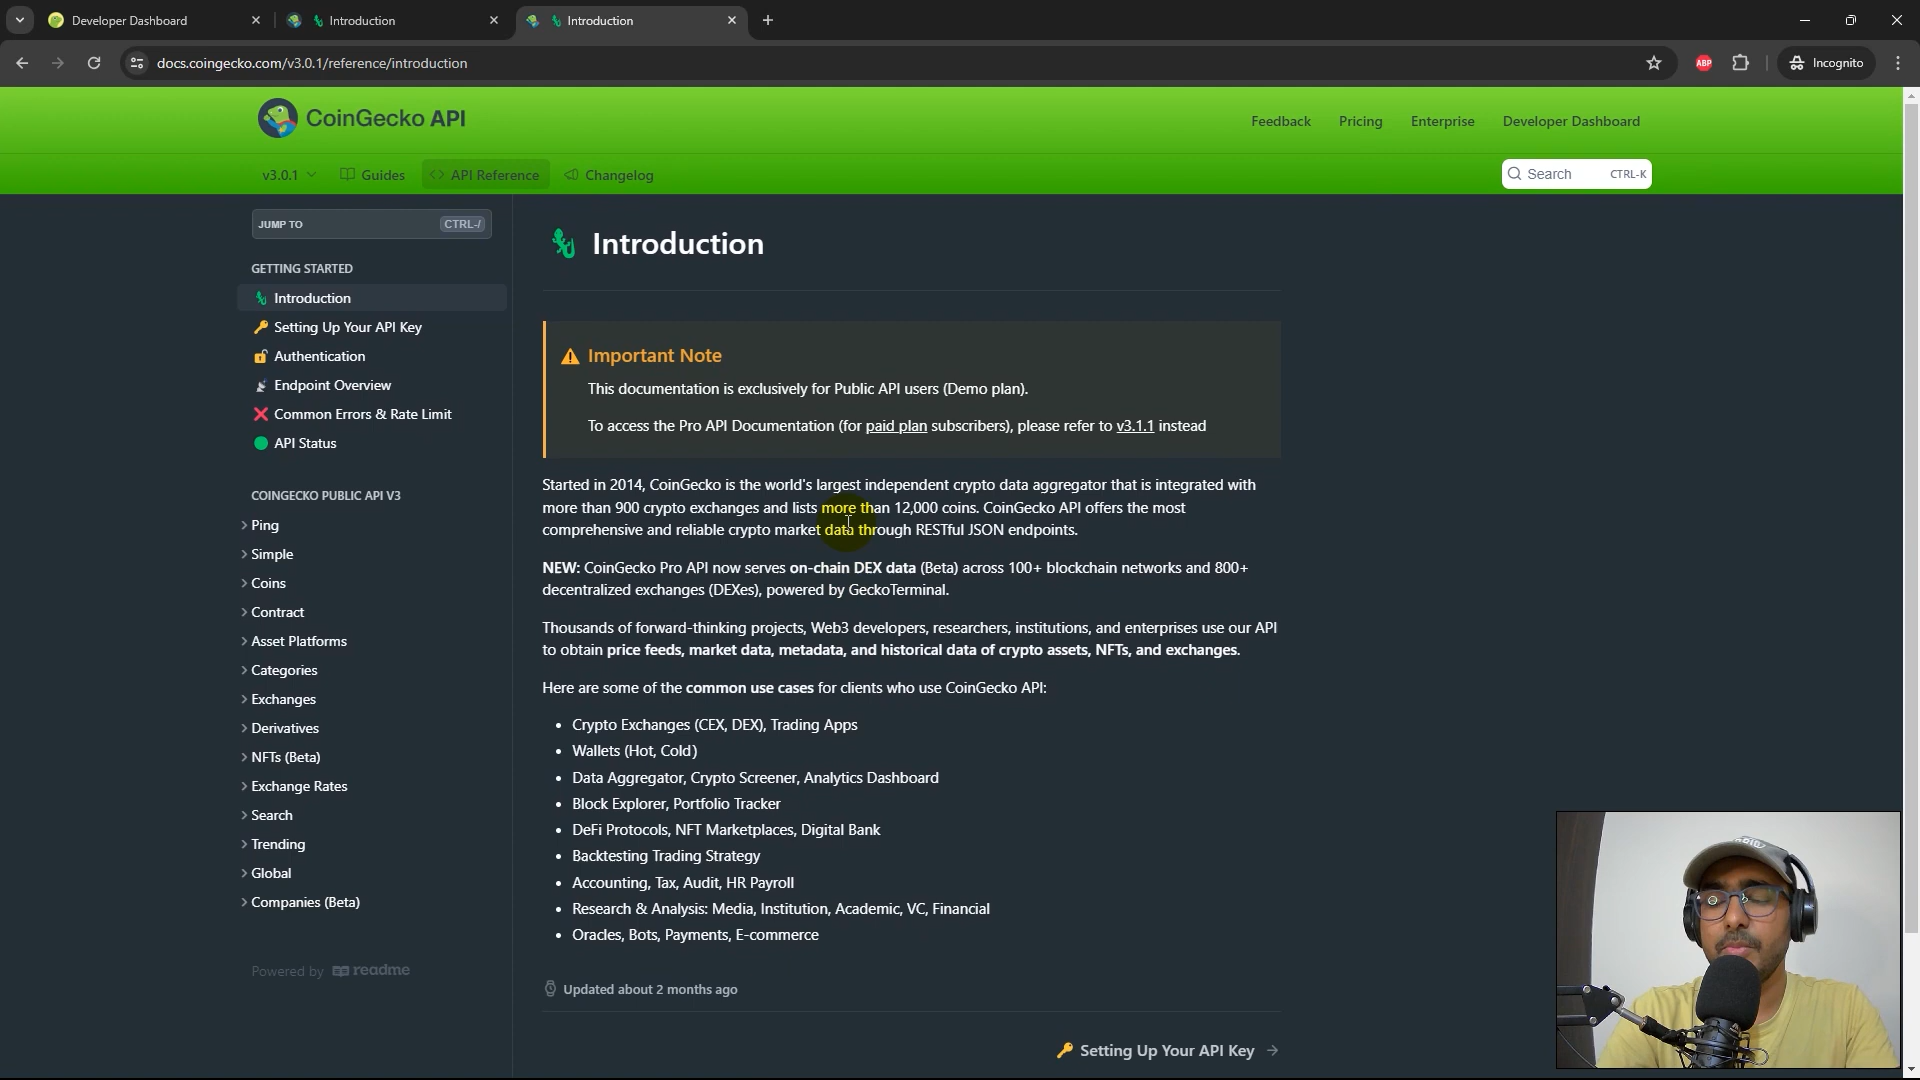 Developer Dashboard
Introduction
Introduction
docs.coingecko.com/v3.0.1/reference/introduction
ABP
Incognito
CoinGecko API
Feedback
Pricing
Enterprise
Developer Dashboard
v3.0.1
Guides
API Reference
Changelog
Search
CTRL-K
JUMP TO
CTRL-/
GETTING STARTED
Introduction
Setting Up Your API Key
Authentication
Endpoint Overview
Common Errors & Rate Limit
API Status
COINGECKO PUBLIC API V3
Ping
Simple
Coins
Contract
Asset Platforms
Categories
Exchanges
Derivatives
NFTs (Beta)
Exchange Rates
Search
Trending
Global
Companies (Beta)
Powered by readme
Introduction
Important Note
This documentation is exclusively for Public API users (Demo plan).
To access the Pro API Documentation (for paid plan subscribers), please refer to v3.1.1 instead
Started in 2014, CoinGecko is the world's largest independent crypto data aggregator that is integrated with
more than 900 crypto exchanges and lists more than 12,000 coins. CoinGecko API offers the most
comprehensive and reliable crypto market data through RESTful JSON endpoints.
NEW: CoinGecko Pro API now serves on-chain DEX data (Beta) across 100+ blockchain networks and 800+
decentralized exchanges (DEXes), powered by GeckoTerminal.
Thousands of forward-thinking projects, Web3 developers, researchers, institutions, and enterprises use our API
to obtain price feeds, market data, metadata, and historical data of crypto assets, NFTs, and exchanges.
Here are some of the common use cases for clients who use CoinGecko API:
• Crypto Exchanges (CEX, DEX), Trading Apps
• Wallets (Hot, Cold)
• Data Aggregator, Crypto Screener, Analytics Dashboard
• Block Explorer, Portfolio Tracker
• DeFi Protocols, NFT Marketplaces, Digital Bank
• Backtesting Trading Strategy
• Accounting, Tax, Audit, HR Payroll
• Research & Analysis: Media, Institution, Academic, VC, Financial
• Oracles, Bots, Payments, E-commerce
Updated about 2 months ago
Setting Up Your API Key